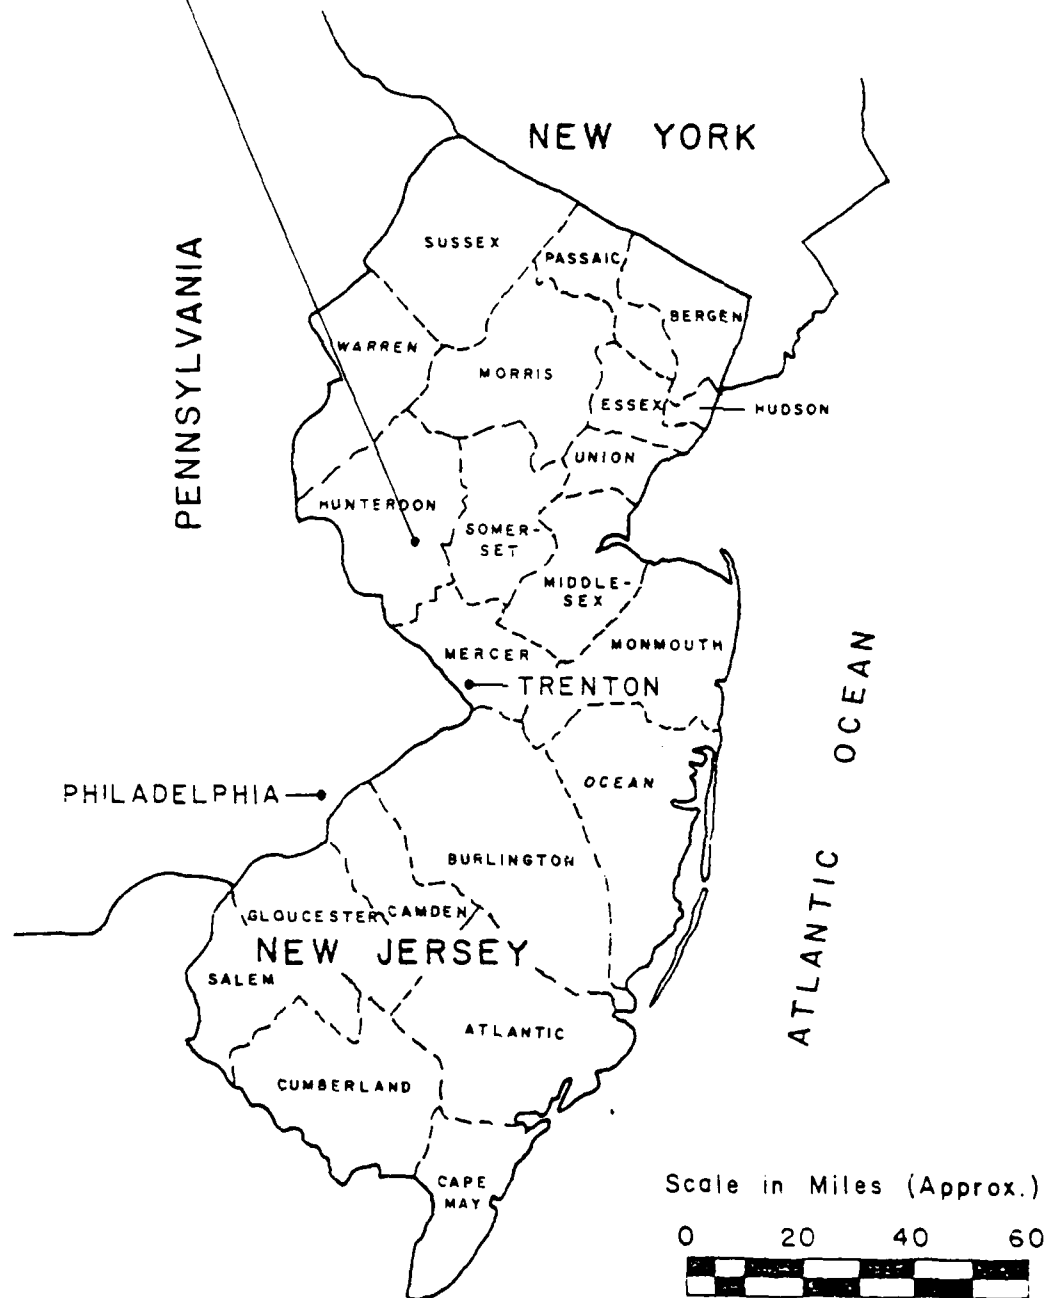 NEW YORK
SUSSEX
PASSAIC
BERGEN
PENNSYLVANIA
WARREN
MORRIS
ESSEX
HUDSON
UNION
HUNTERDON
SOMER-
SET
MIDDLE-
SEX
MONMOUTH
MERCER
TRENTON
ATLANTIC OCEAN
OCEAN
PHILADELPHIA
BURLINGTON
GLOUCESTER
CAMDEN
NEW JERSEY
SALEM
ATLANTIC
CUMBERLAND
CAPE
MAY
Scale in Miles (Approx.)
0 20 40 60